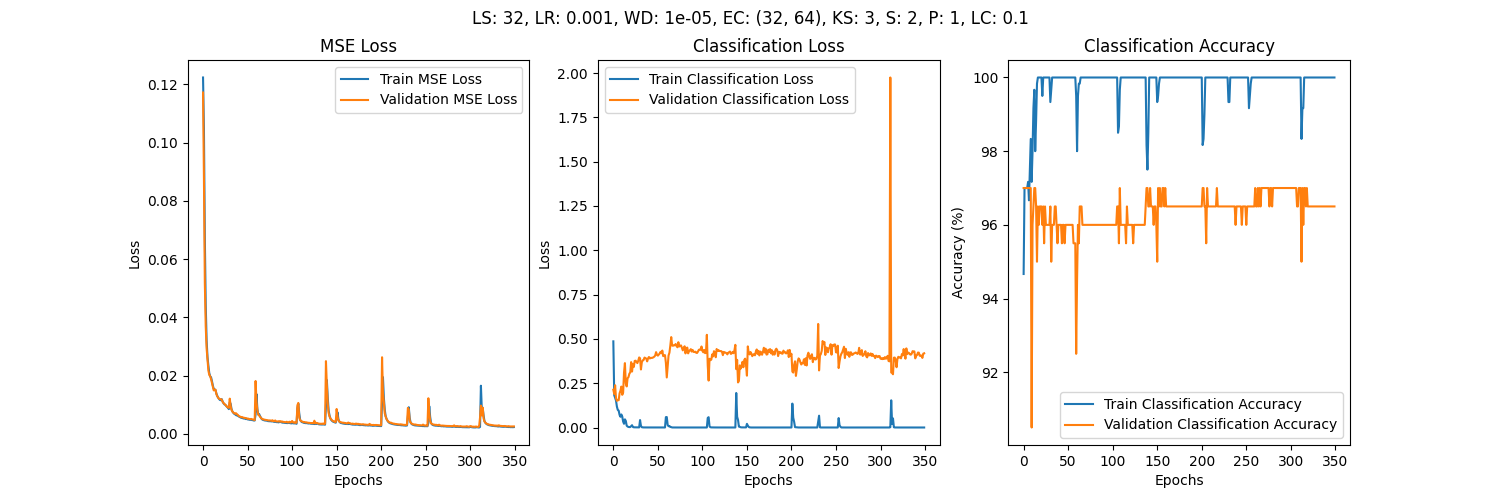 LS: 32, LR: 0.001, WD: 1e-05, EC: (32, 64), KS: 3, S: 2, P: 1, LC: 0.1
MSE Loss
Train MSE Loss
Validation MSE Loss
0.12
0.10
0.08
0.06
0.04
0.02
0.00
Loss
0 50 100 150 200 250 300 350
Epochs
Classification Loss
Train Classification Loss
Validation Classification Loss
2.00
1.75
1.50
1.25
1.00
0.75
0.50
0.25
0.00
Loss
0 50 100 150 200 250 300 350
Epochs
Classification Accuracy
100
98
96
94
92
Accuracy (%)
Train Classification Accuracy
Validation Classification Accuracy
0 50 100 150 200 250 300 350
Epochs